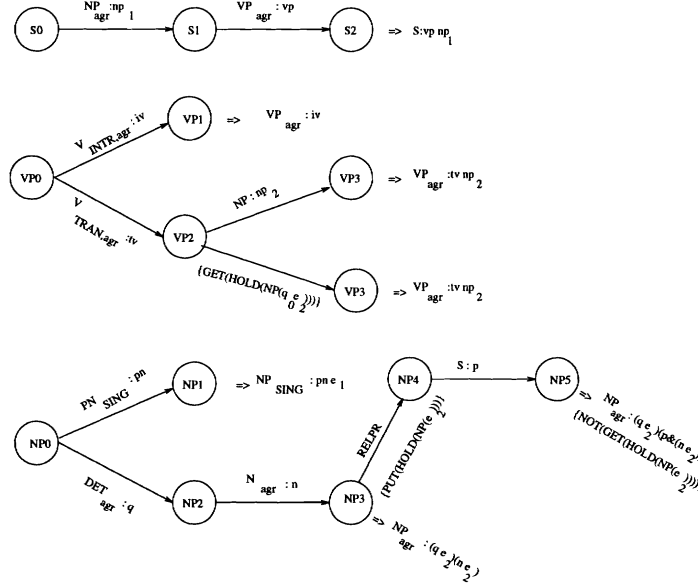 NP agr : np 1
VP agr : vp
S0 S1 S2 => S:vp np 1
V INTR,agr : iv
VP1 => VP agr : iv
VP0
NP : np 2
VP3 => VP agr : tv np 2
V TRAN,agr : tv
VP2
{GET(HOLD(NP(q 0 e 2)))}
VP3 => VP agr : tv np 2
S : p
PN SING : pn
NP1 => NP SING : pn e 1
NP4
NP5 => NP agr : (q e 2)(p&(n e 2)
{NOT(GET(HOLD(NP(e 2))))
RELPR
{PUT(HOLD(NP(e 2)))}
NP0
DET agr : q
N agr : n
NP2
NP3
=> NP agr : (q e 2)(n e 2)